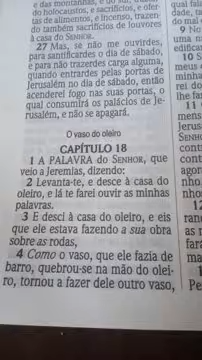 e das montanhas, e do sul, trazendo
do holocaustos, e sacrifícios, e ofer-
tas de alimentos, e incenso, trazen-
do também sacrifícios de louvores
à casa do SENHOR.
27 Mas, se não me ouvirdes,
para santificardes o dia de sábado,
e para não trazerdes carga alguma,
quando entrardes pelas portas de
Jerusalém no dia de sábado, então
acenderei fogo nas suas portas, o
qual consumirá os palácios de Je-
rusalém, e não se apagará.
O vaso do oleiro
CAPÍTULO 18
1 A PALAVRA do SENHOR, que
veio a Jeremias, dizendo:
2 Levanta-te, e desce à casa do
oleiro, e lá te farei ouvir as minhas
palavras.
3 E desci à casa do oleiro, e eis
que ele estava fazendo a sua obra
sobre as rodas,
4 Como o vaso, que ele fazia de
barro, quebrou-se na mão do olei-
ro, tornou a fazer dele outro vaso,